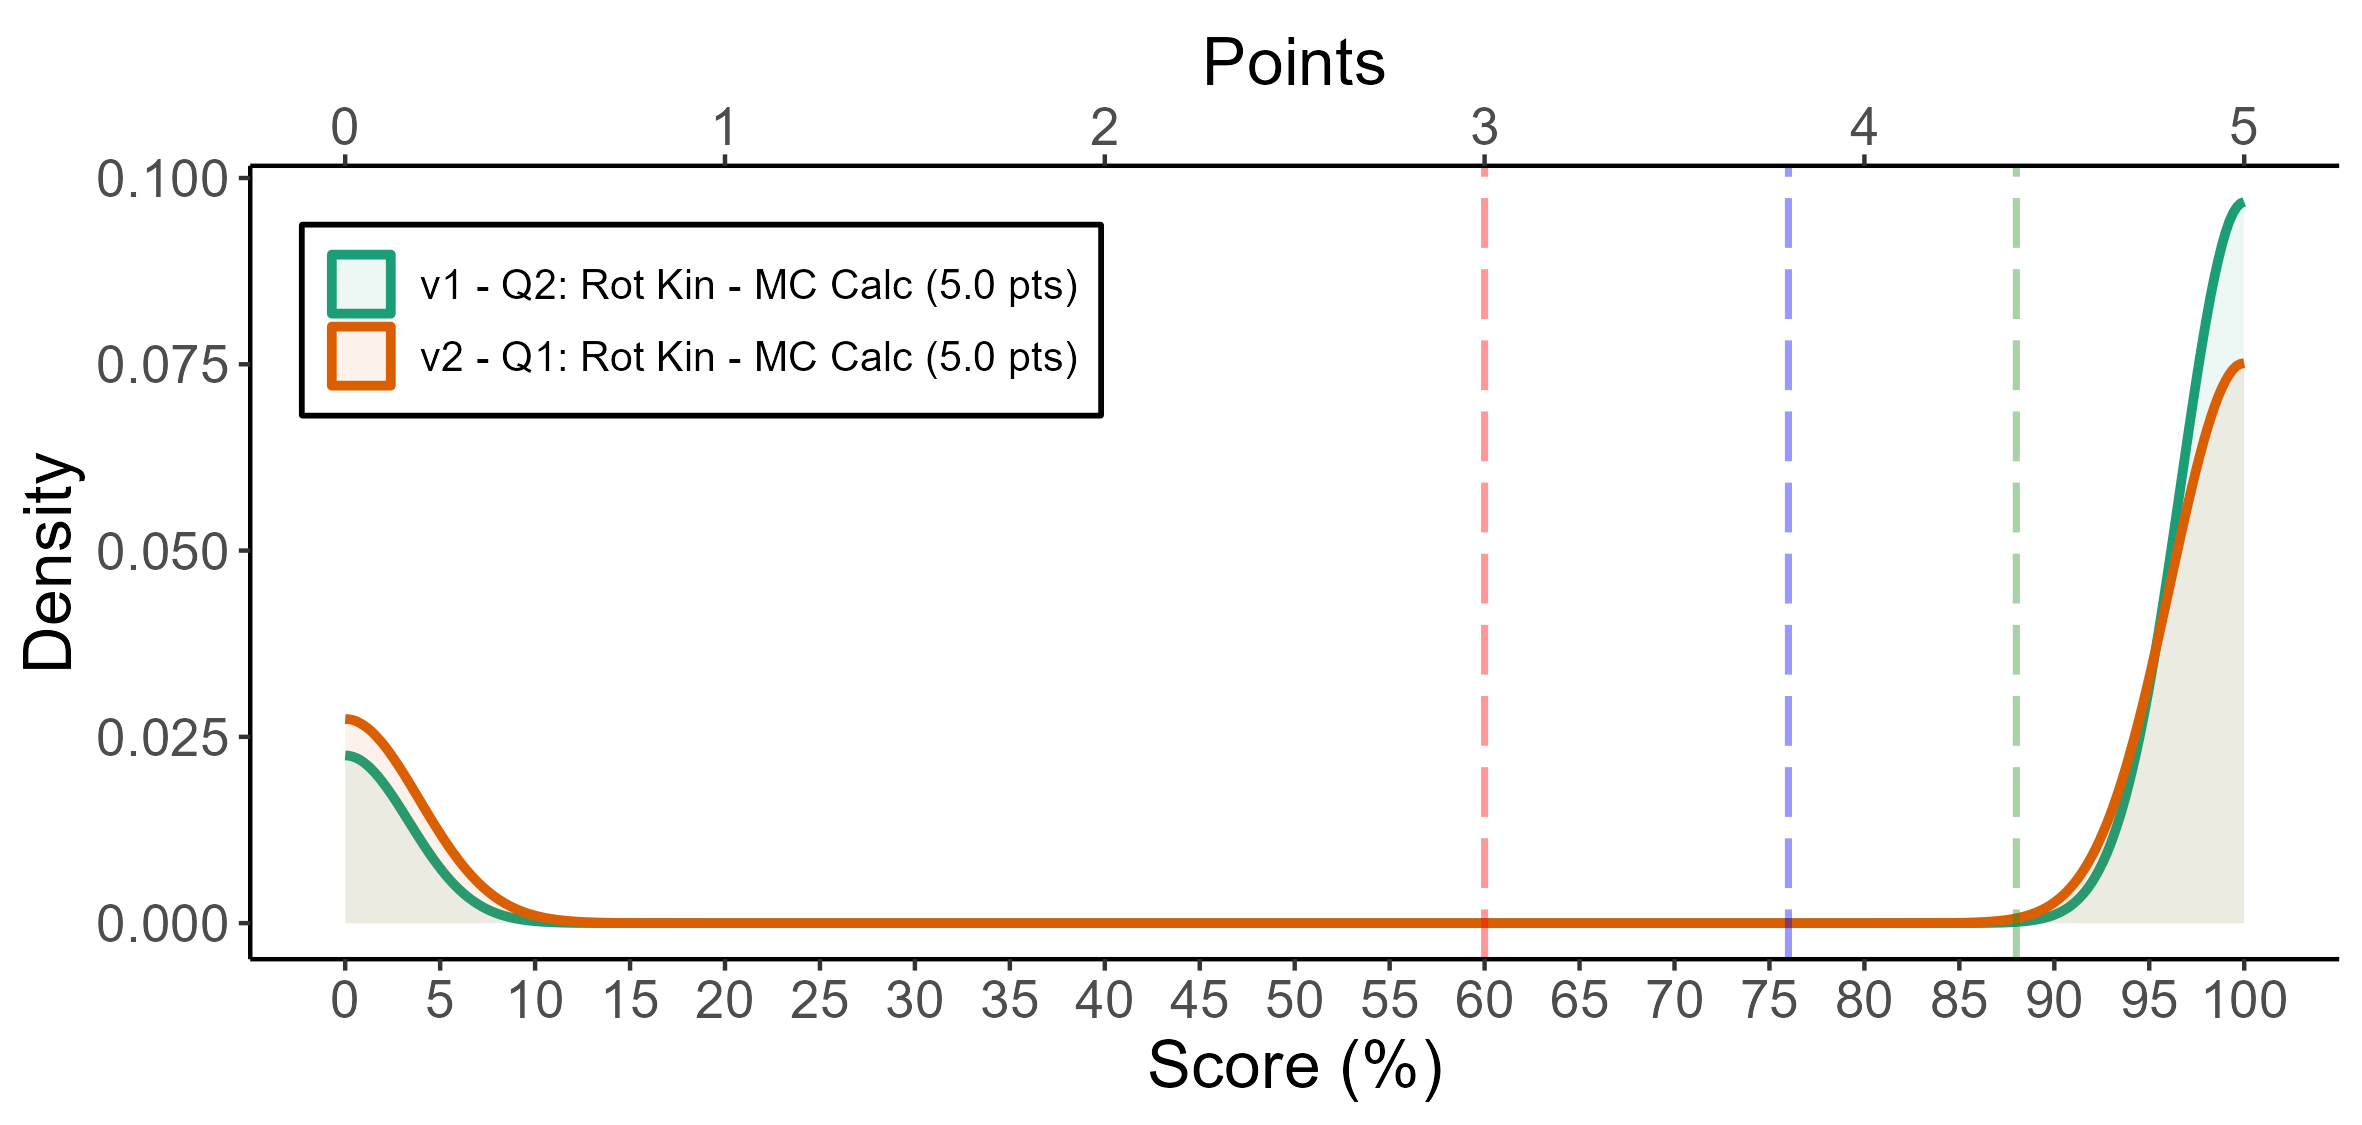 Points
0 1 2 3 4 5
0.100
0.075
0.050
0.025
0.000
Density
v1 - Q2: Rot Kin - MC Calc (5.0 pts)
v2 - Q1: Rot Kin - MC Calc (5.0 pts)
0 5 10 15 20 25 30 35 40 45 50 55 60 65 70 75 80 85 90 95 100
Score (%)